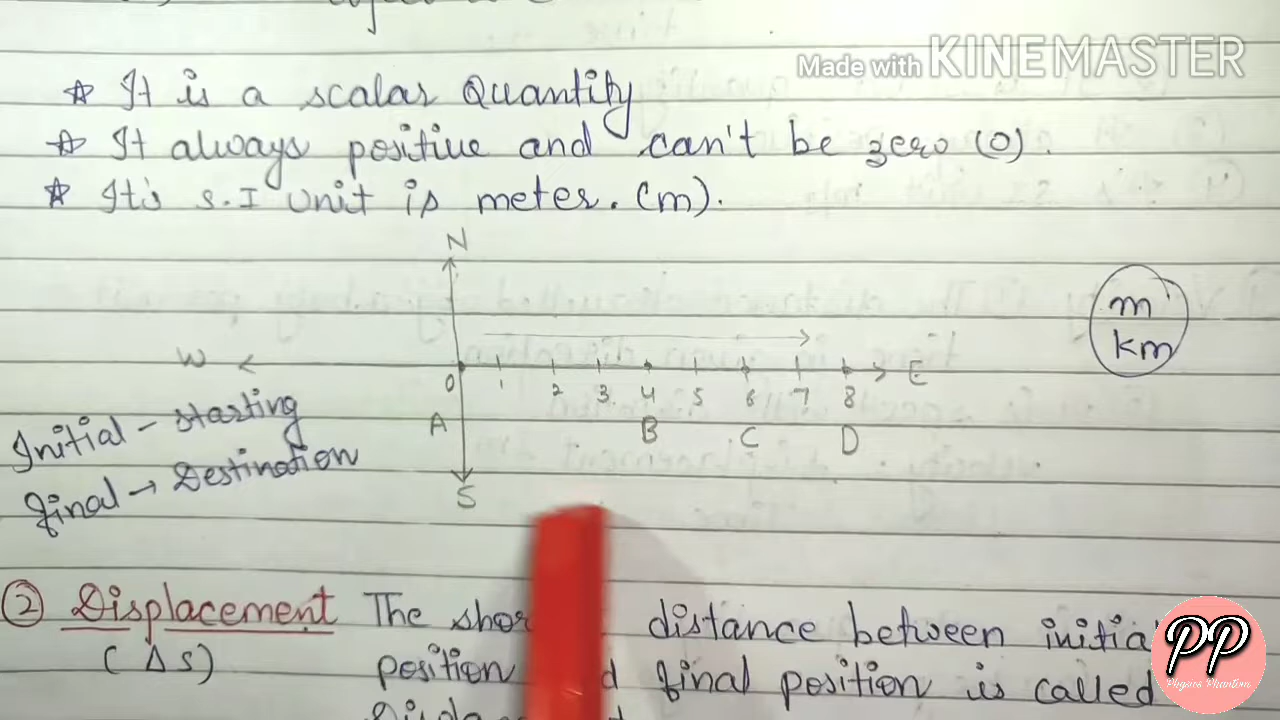 Made with KINEMASTER
☆ It is a scalar Quantity
☆ It always positive and can't be zero (0).
☆ It's S.I unit is meter. (m).
N
m
km
W E
0 1 2 3 4 5 6 7 8
A B C D
Initial - Starting
final → Destination
S
② Displacement The distance between
(Δs) position final position is called
PP
Physics Phantom